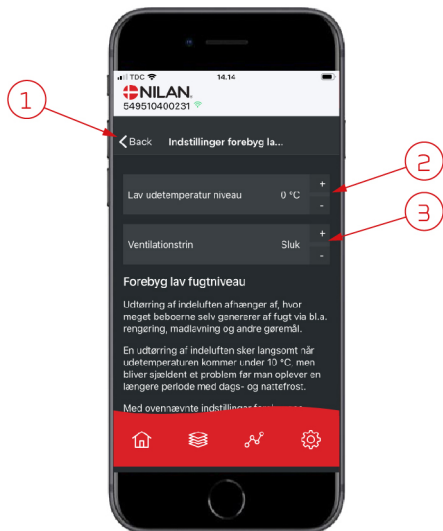 TDC 14.14
NILAN
549510400231
1
Back Indstillinger forebyg la...
Lav udetemperatur niveau 0 °C + -
2
Ventilationstrin Sluk + -
3
Forebyg lav fugtniveau
Udtørring af indeluften afhænger af, hvor
meget beboerne selv genererer af fugt via bl.a.
rengøring, madlavning og andre gøremål.
En udtørring af indeluften sker langsomt når
udetemperaturen kommer under 10 °C, men
bliver sjældent et problem før man oplever en
længere periode med dags- og nattefrost.
Med ovennævnte indstillinger